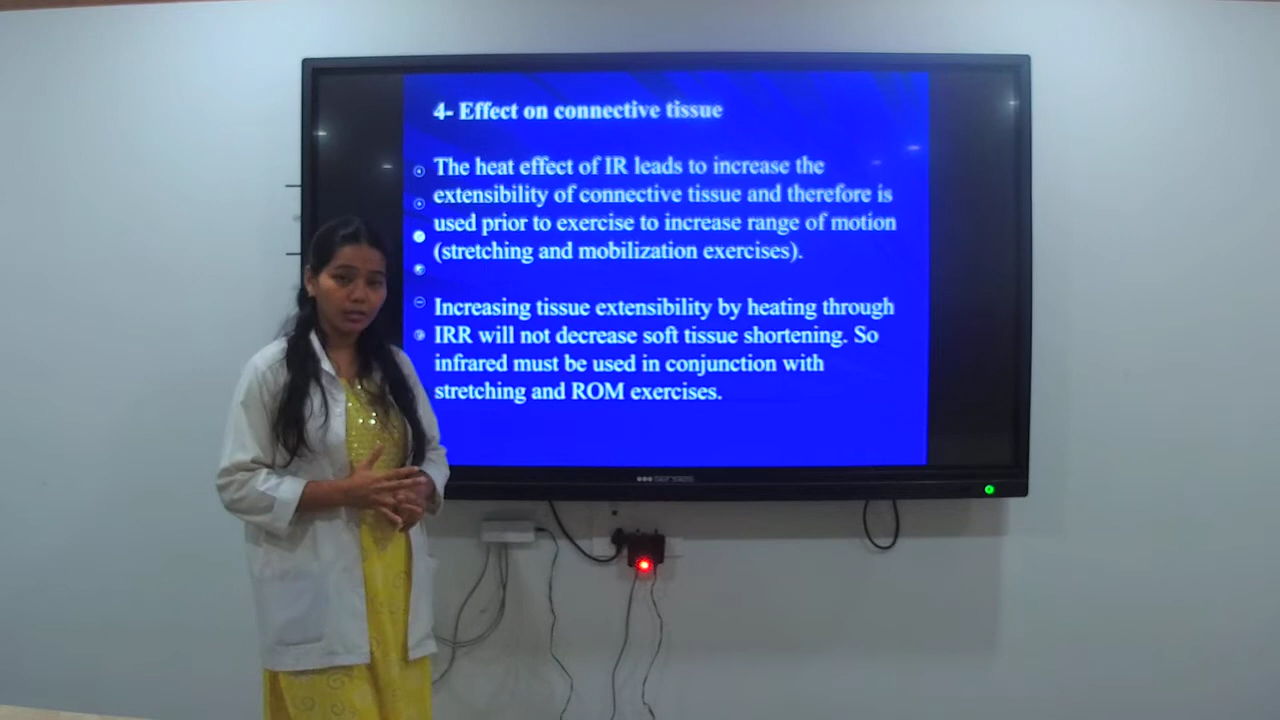 4- Effect on connective tissue
The heat effect of IR leads to increase the
extensibility of connective tissue and therefore is
used prior to exercise to increase range of motion
(stretching and mobilization exercises).
Increasing tissue extensibility by heating through
IRR will not decrease soft tissue shortening. So
infrared must be used in conjunction with
stretching and ROM exercises.